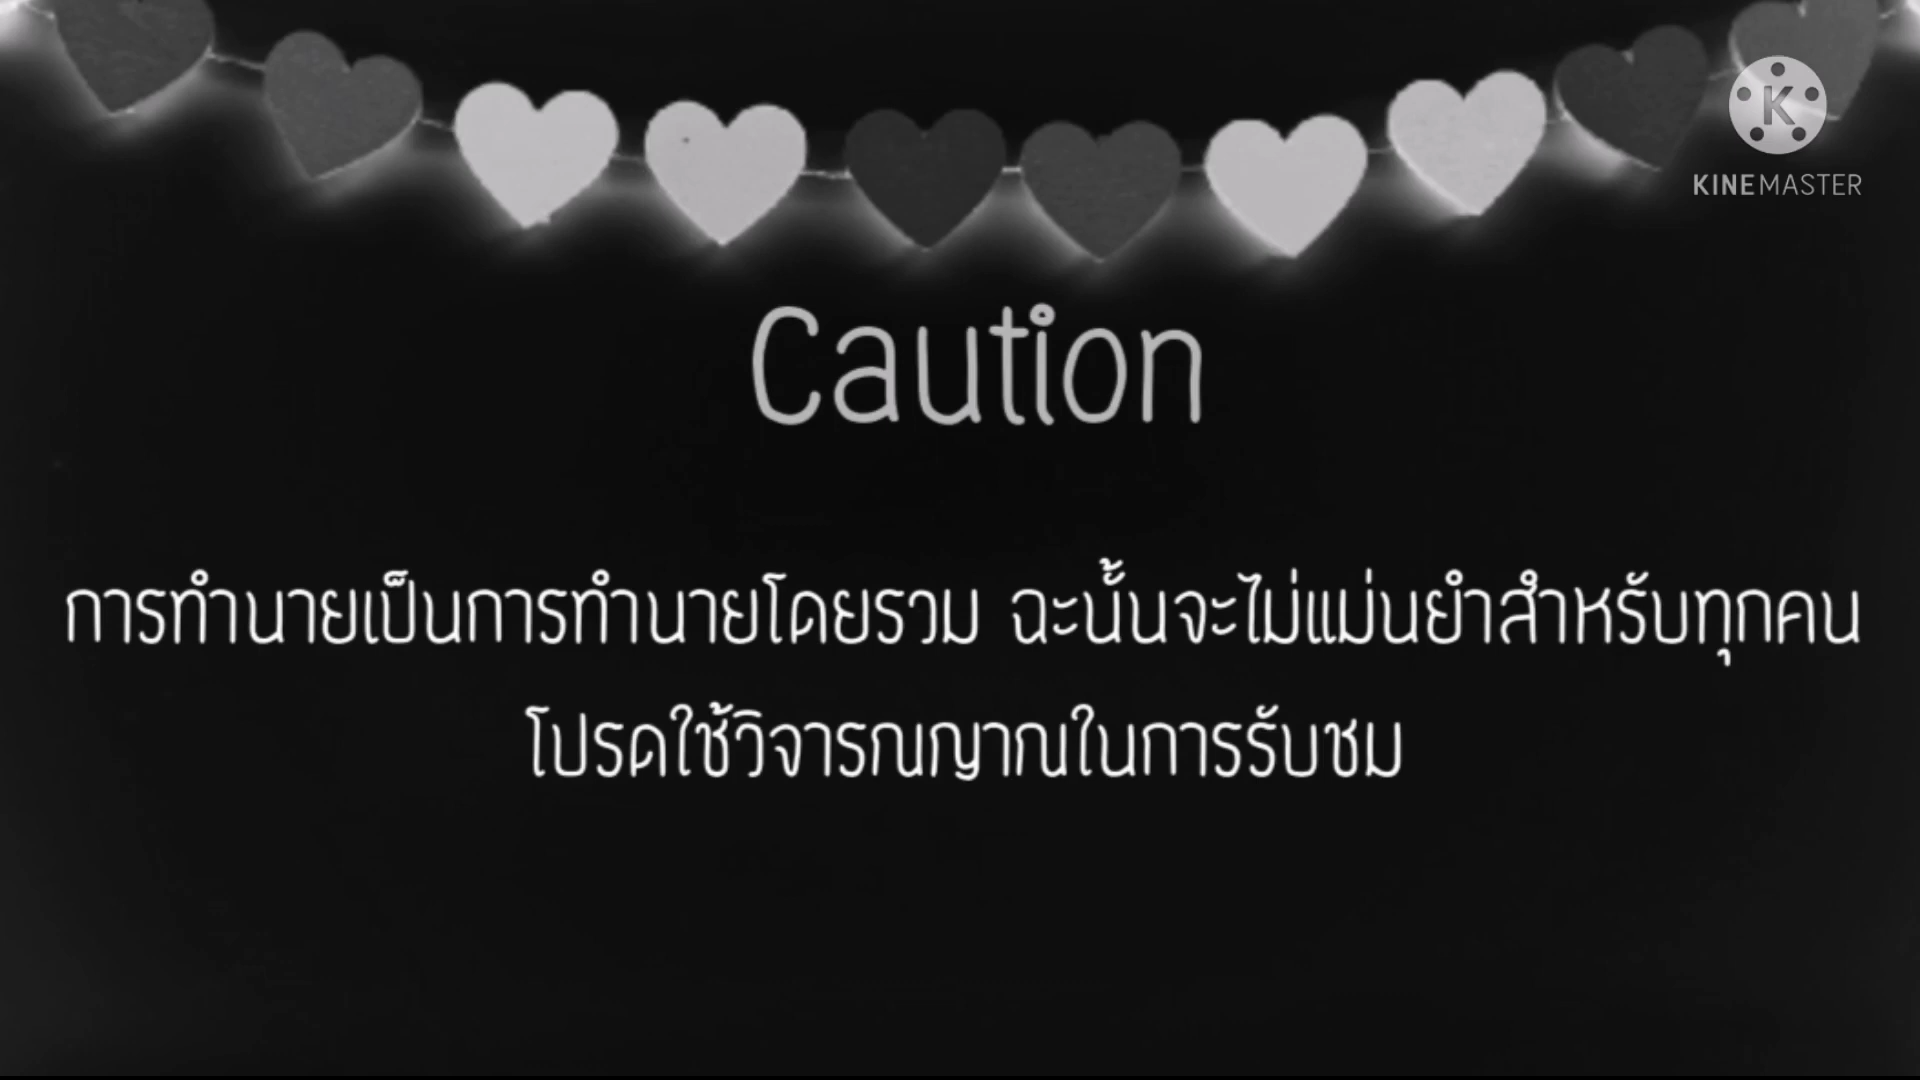 KINEMASTER
Caution
การทำนายเป็นการทำนายโดยรวม ฉะนั้นจะไม่แม่นยำสำหรับทุกคน
โปรดใช้วิจารณญาณในการรับชม